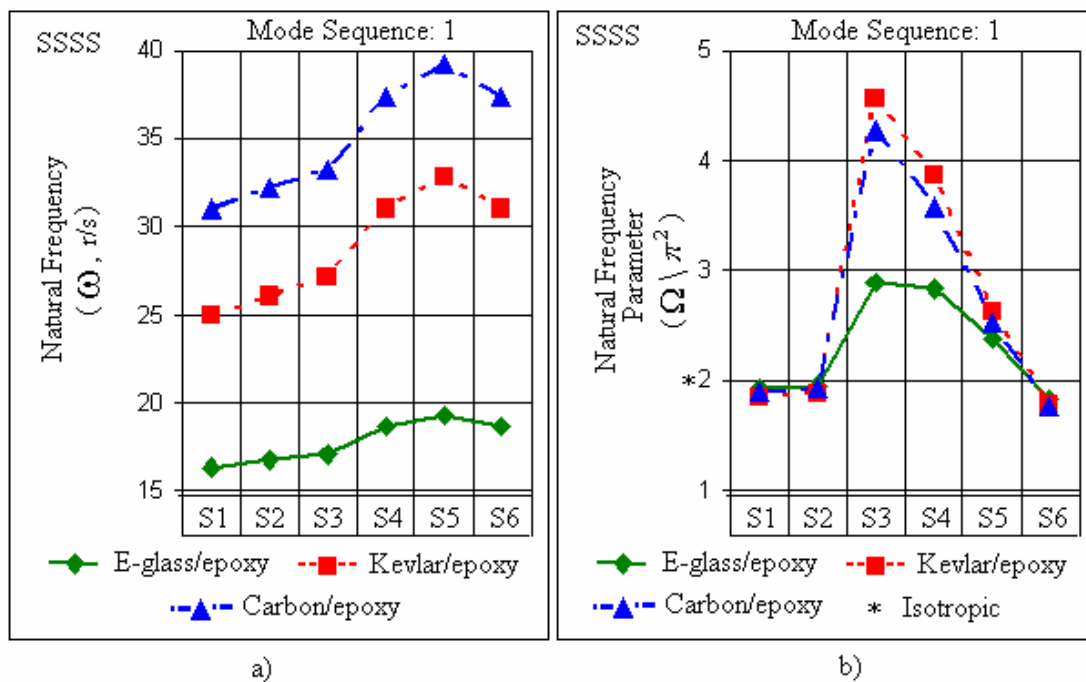 SSSS
Mode Sequence: 1
Natural Frequency
( ω , r/s)
40
35
30
25
20
15
S1 S2 S3 S4 S5 S6
E-glass/epoxy
Kevlar/epoxy
Carbon/epoxy
a)
SSSS
Mode Sequence: 1
Natural Frequency
Parameter
( Ω \ π²)
5
4
3
*2
1
S1 S2 S3 S4 S5 S6
E-glass/epoxy
Kevlar/epoxy
Carbon/epoxy
* Isotropic
b)